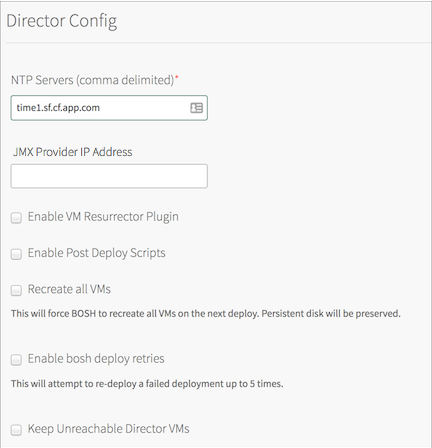 Director Config
NTP Servers (comma delimited)*
time1.sf.cf.app.com
JMX Provider IP Address
Enable VM Resurrector Plugin
Enable Post Deploy Scripts
Recreate all VMs
This will force BOSH to recreate all VMs on the next deploy. Persistent disk will be preserved.
Enable bosh deploy retries
This will attempt to re-deploy a failed deployment up to 5 times.
Keep Unreachable Director VMs